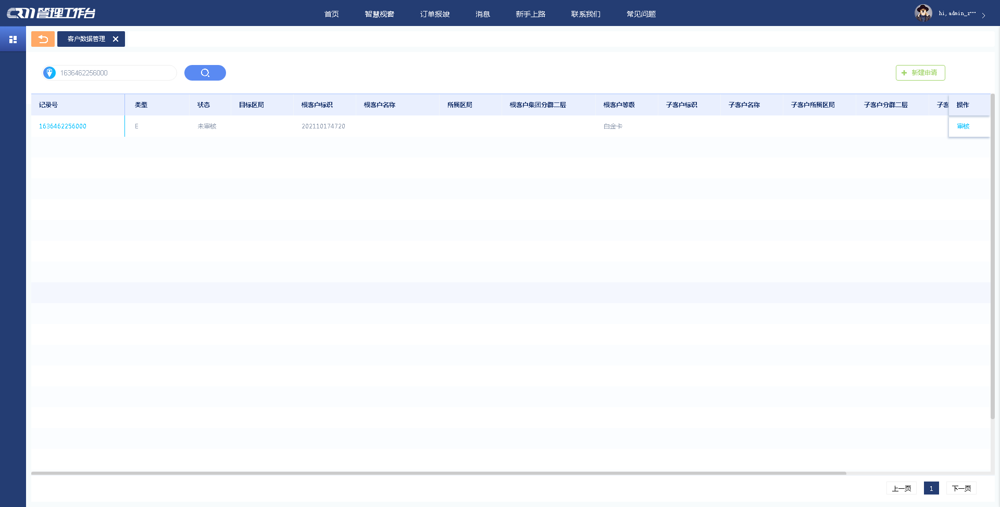 CRM管理工作台
首页 智慧视窗 订单报竣 消息 新手上路 联系我们 常见问题
hi,admin_z···
客户数据管理
1636462256000
新建申请
记录号 类型 状态 目标区局 根客户标识 根客户名称 所属区局 根客户集团分群二层 根客户等级 子客户标识 子客户名称 子客户所属区局 子客户分群二层 子客 操作
1636462256000 E 未审核 202110174720 白金卡 审核
上一页 1 下一页